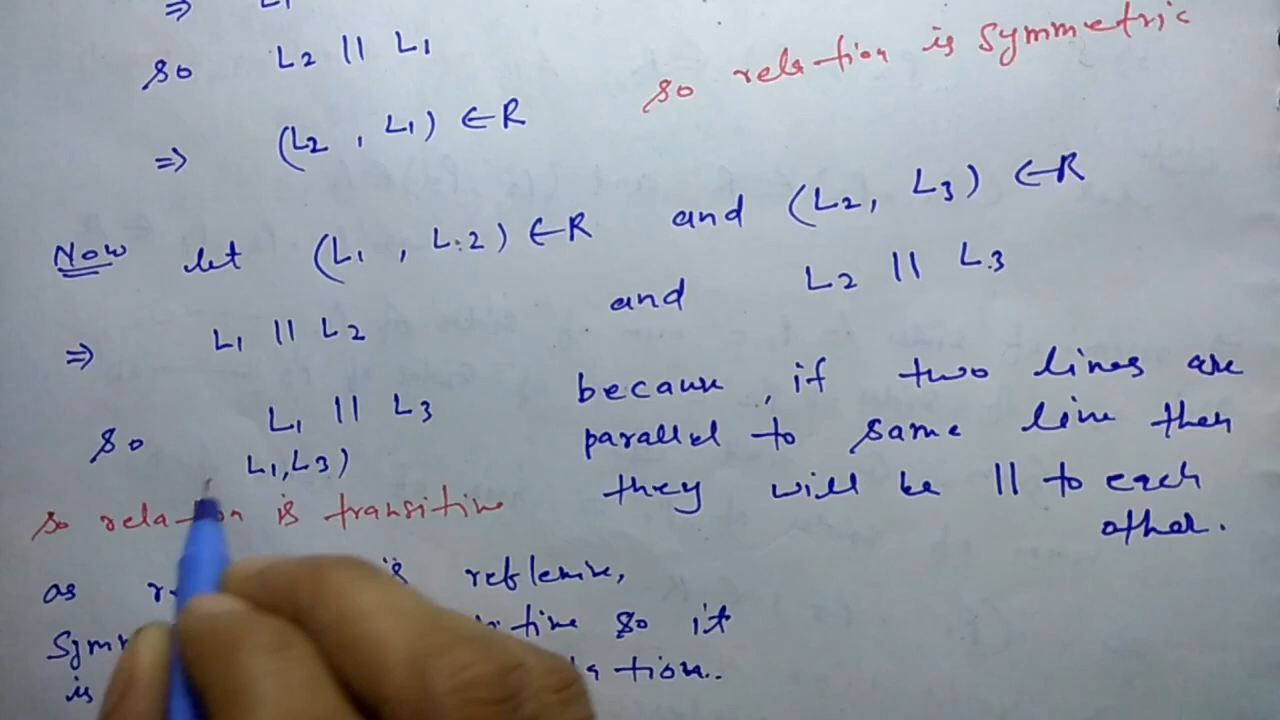 ⇒ L1
so L2 || L1
so relation is symmetric
⇒ (L2 , L1) ∈ R
Now let (L1 , L2) ∈ R and (L2, L3) ∈ R
⇒ L1 || L2 and L2 || L3
so L1 || L3
L1, L3)
because, if two lines are
parallel to same line then
they will be || to each
other.
so relation is transitive
as is reflexive,
so it
is